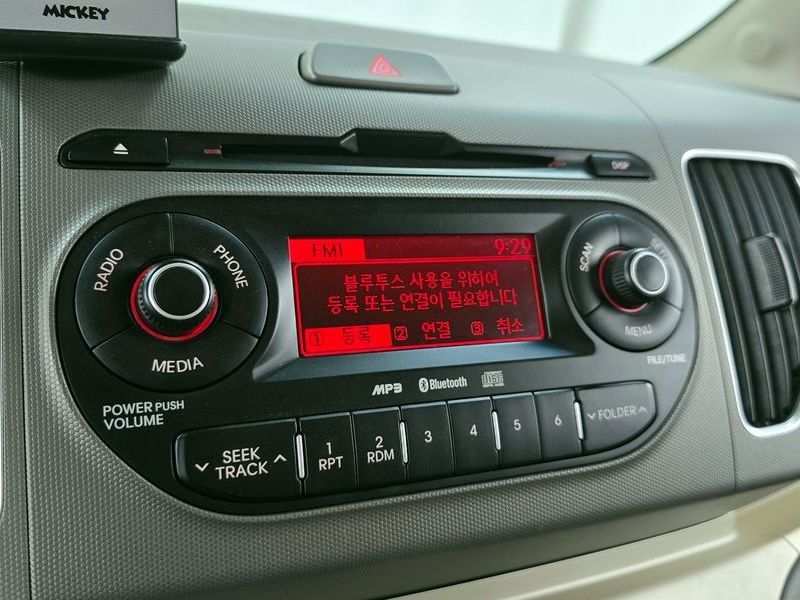 MICKEY
DISP
RADIO
PHONE
MEDIA
POWER PUSH
VOLUME
FM1 9:29
블루투스 사용을 위하여
등록 또는 연결이 필요합니다
① 등록 ② 연결 ③ 취소
SCAN
MENU
FILE/TUNE
MP3 Bluetooth DISC
SEEK
TRACK
1
RPT
2
RDM
3
4
5
6
FOLDER